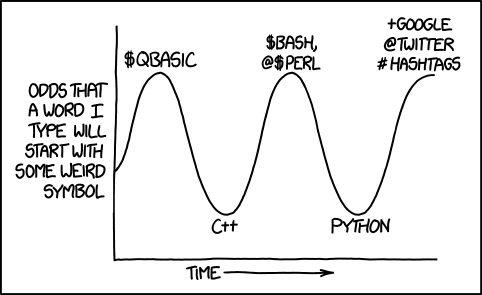 ODDS THAT
A WORD I
TYPE WILL
START WITH
SOME WEIRD
SYMBOL
$QBASIC
C++
$BASH,
@$PERL
PYTHON
+GOOGLE
@TWITTER
#HASHTAGS
TIME